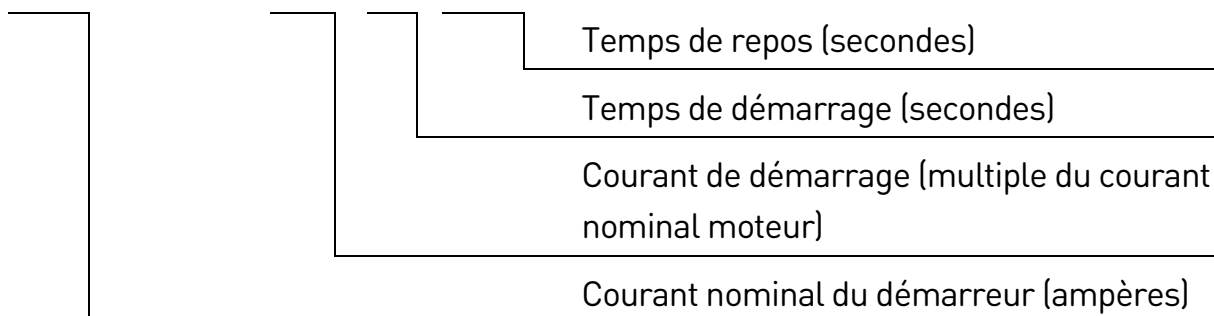 Temps de repos (secondes)
Temps de démarrage (secondes)
Courant de démarrage (multiple du courant
nominal moteur)
Courant nominal du démarreur (ampères)